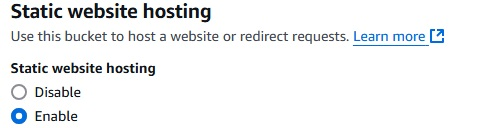 Static website hosting
Use this bucket to host a website or redirect requests. Learn more
Static website hosting
Disable
Enable